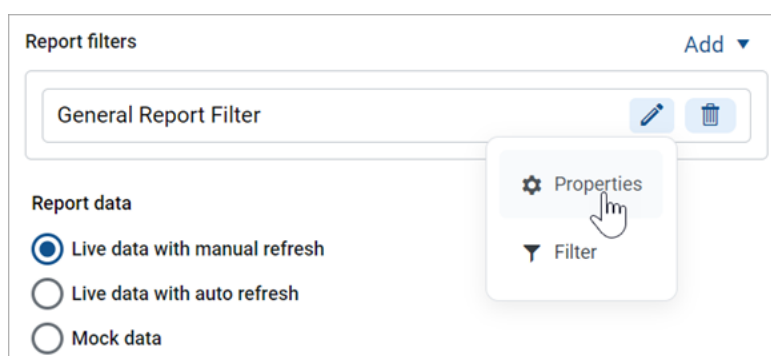 Report filters
Add
General Report Filter
Properties
Filter
Report data
Live data with manual refresh
Live data with auto refresh
Mock data